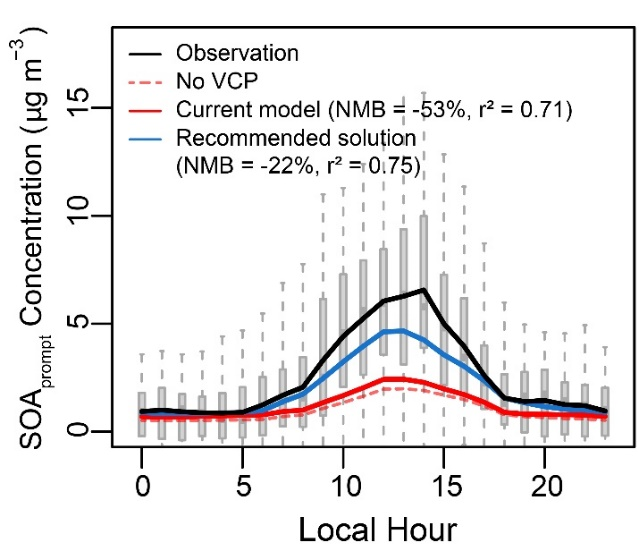 SOAprompt Concentration (µg m⁻³)
15
10
5
0
Observation
No VCP
Current model (NMB = -53%, r² = 0.71)
Recommended solution
(NMB = -22%, r² = 0.75)
0 5 10 15 20
Local Hour